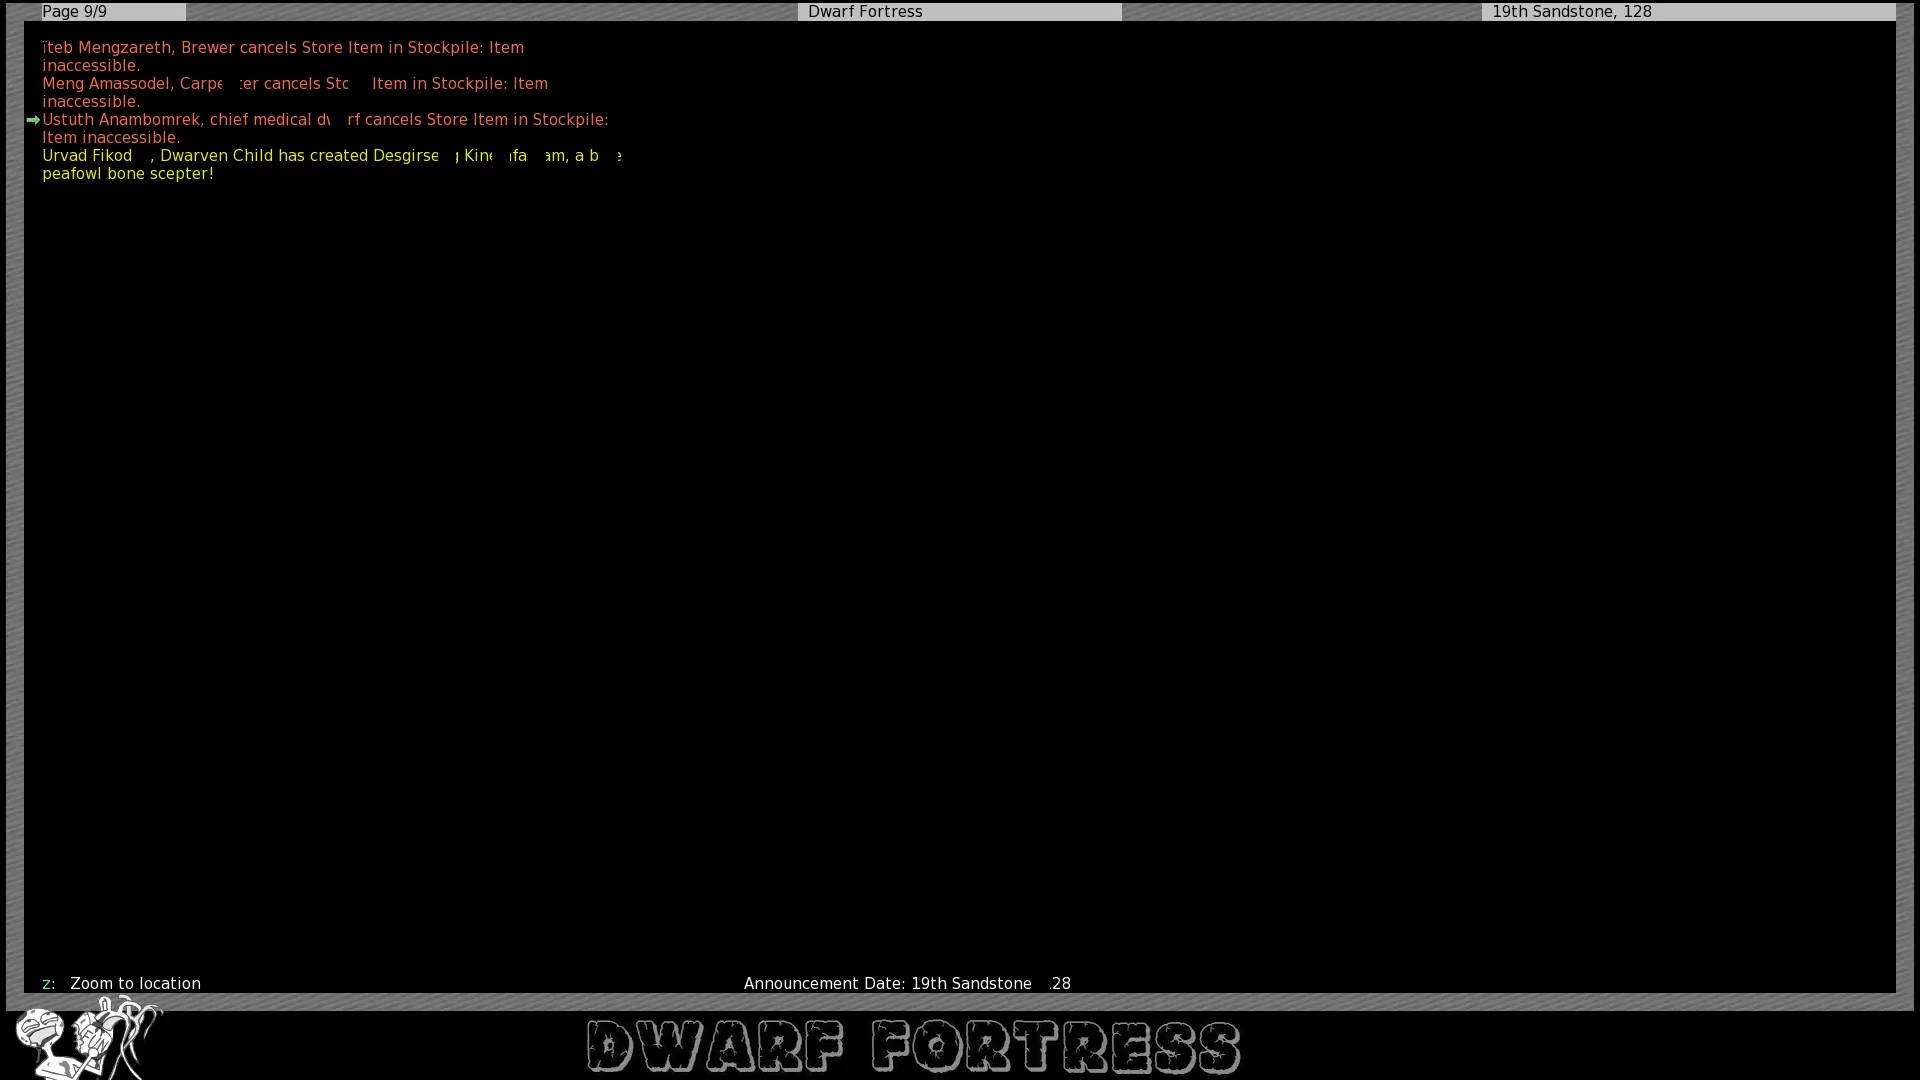 Page 9/9
Dwarf Fortress
19th Sandstone, 128
ïteb Mengzareth, Brewer cancels Store Item in Stockpile: Item
inaccessible.
Meng Amassodel, cancels Item in Stockpile: Item
inaccessible.
Ustuth Anambomrek, chief medical cancels Store Item in Stockpile:
Item inaccessible.
Urvad , Dwarven Child has created a
peafowl bone scepter!
z: Zoom to location
Announcement Date: 19th Sandstone
DWARF FORTRESS